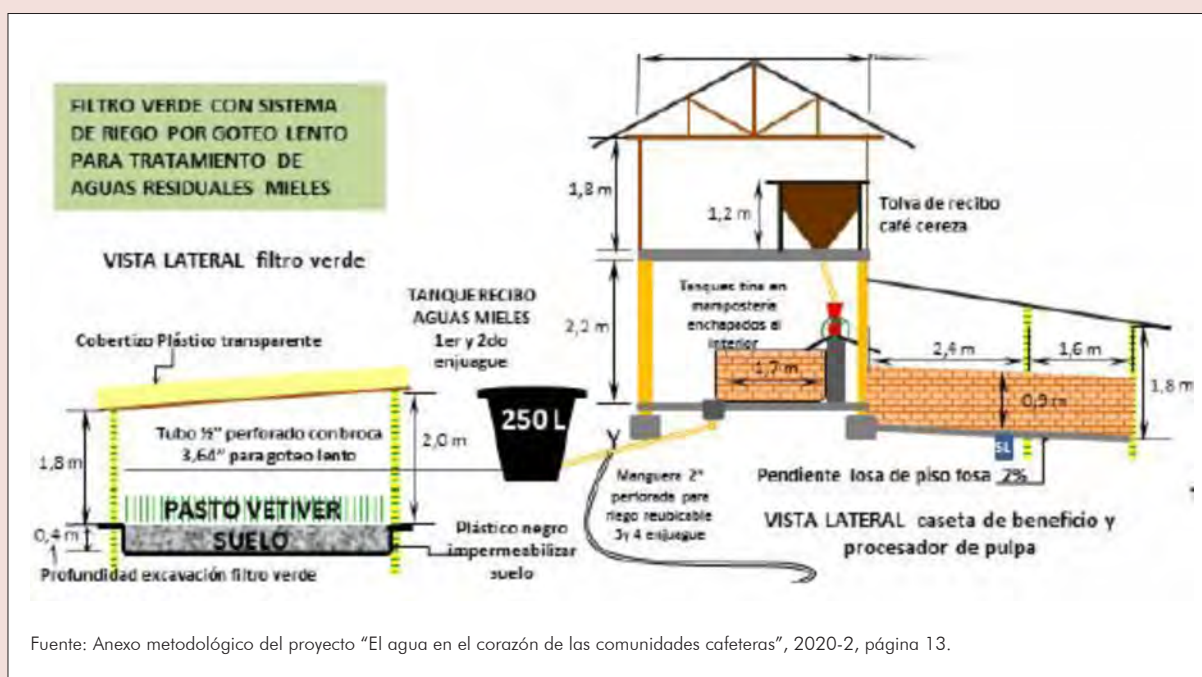 FILTRO VERDE CON SISTEMA
DE RIEGO POR GOTEO LENTO
PARA TRATAMIENTO DE
AGUAS RESIDUALES MIELES
VISTA LATERAL filtro verde
Cobertizo Plástico transparente
1,8 m
Tubo ½" perforado con broca
3,64" para goteo lento
2,0 m
PASTO VETIVER
SUELO
0,4 m
Profundidad excavación filtro verde
TANQUE RECIBO
AGUAS MIELES
1er y 2do
enjuague
250 L
Plástico negro
impermeabilizar
suelo
1,8 m
1,2 m
Tolva de recibo
café cereza
2,2 m
Tanques tina en
mampostería
enchapados al
interior
1,7 m
2,4 m
1,6 m
0,9 m
1,8 m
SL
Manguera 2"
perforada para
riego reubicable
3y 4 enjuague
Pendiente losa de piso fosa 2%
VISTA LATERAL caseta de beneficio y
procesador de pulpa
Fuente: Anexo metodológico del proyecto “El agua en el corazón de las comunidades cafeteras”, 2020-2, página 13.